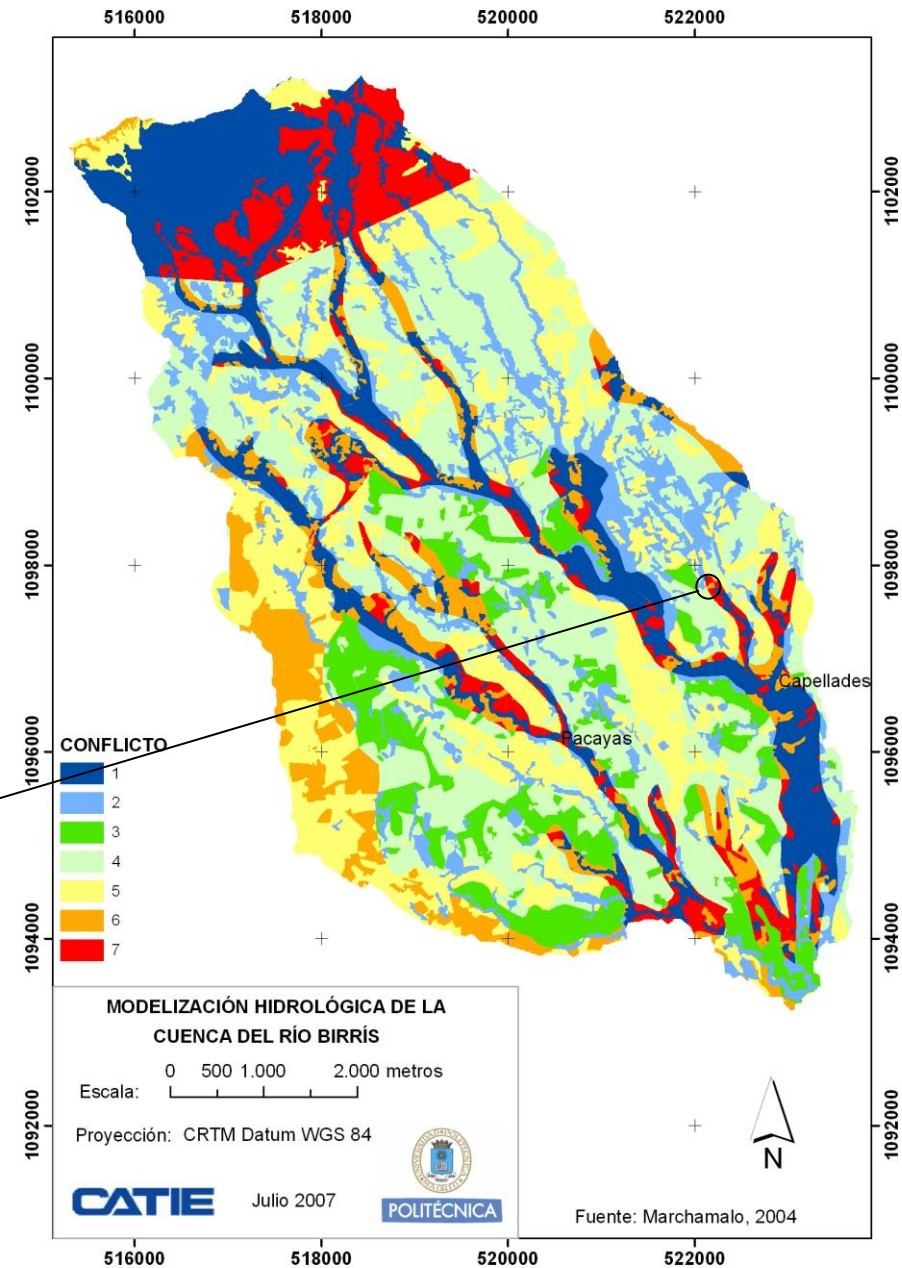 516000 518000 520000 522000
1102000 1102000
1100000 1100000
1098000 1098000
Capellades
1096000 1096000
Pacayas
CONFLICTO
1
2
3
4
5
6
7
1094000 1094000
MODELIZACIÓN HIDROLÓGICA DE LA
CUENCA DEL RÍO BIRRÍS
0 500 1.000 2.000 metros
Escala:
1092000 1092000
Proyección: CRTM Datum WGS 84
CATIE
Julio 2007
POLITÉCNICA
N
Fuente: Marchamalo, 2004
516000 518000 520000 522000